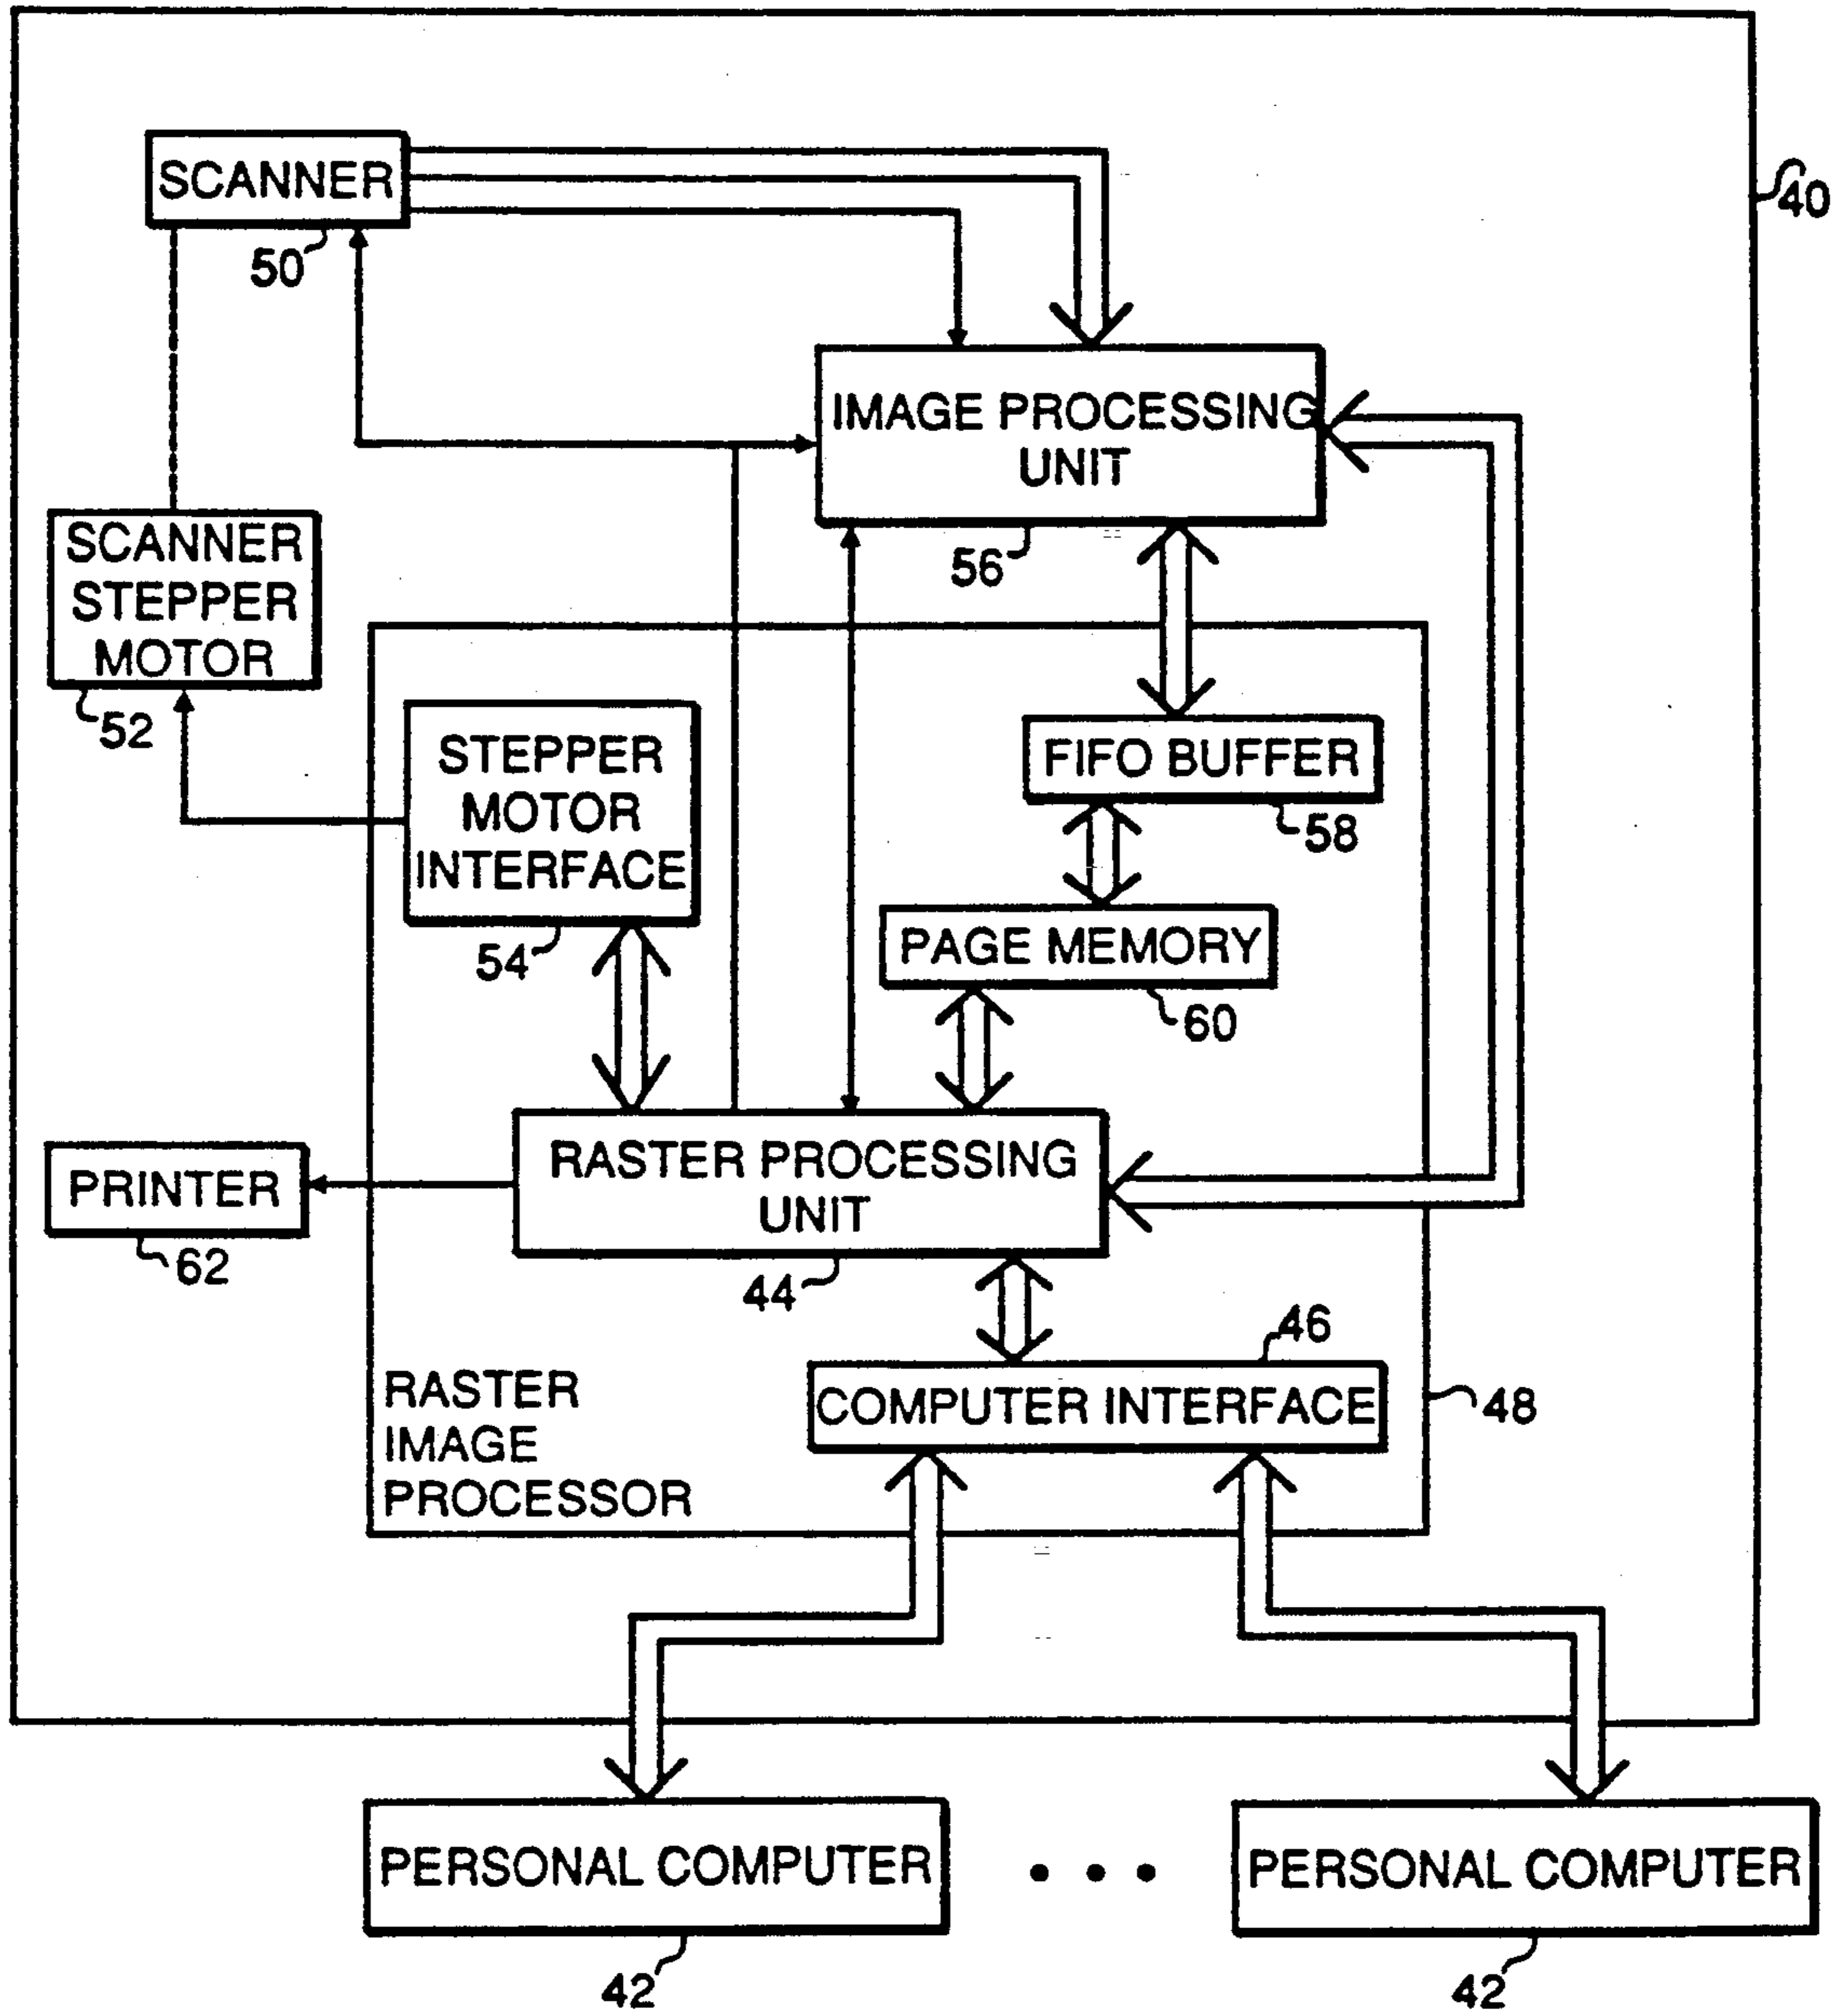 SCANNER
50
40
IMAGE PROCESSING
UNIT
56
SCANNER
STEPPER
MOTOR
52
STEPPER
MOTOR
INTERFACE
54
FIFO BUFFER
58
PAGE MEMORY
60
RASTER PROCESSING
UNIT
44
PRINTER
62
46
COMPUTER INTERFACE
48
RASTER
IMAGE
PROCESSOR
PERSONAL COMPUTER
42
• • •
PERSONAL COMPUTER
42